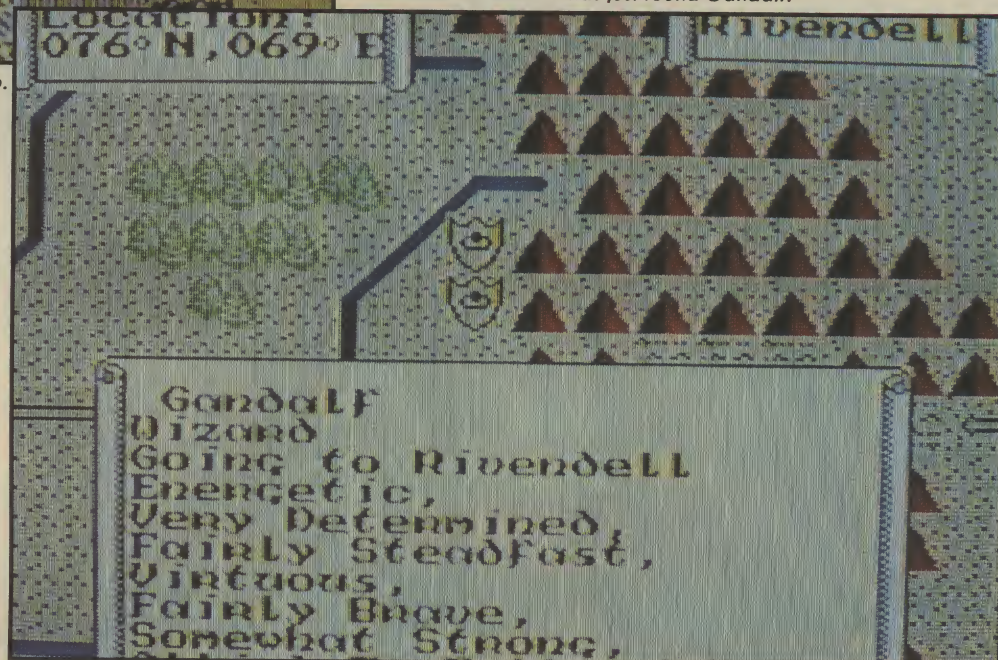 Location:
076° N,069° E
Rivendell
Gandalf
Wizard
Going to Rivendell
Energetic,
Very Determined,
Fairly Steadfast,
Virtuous,
Fairly Brave,
Somewhat Strong,